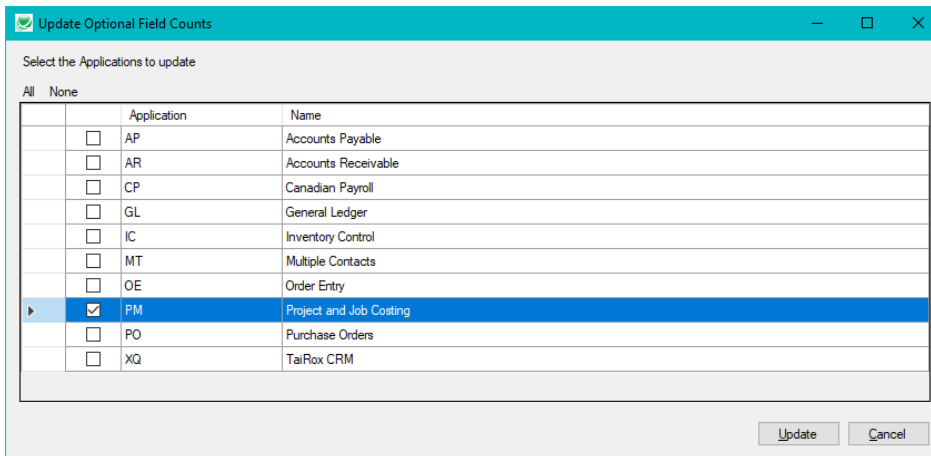 Update Optional Field Counts
Select the Applications to update
All None
Application Name
AP Accounts Payable
AR Accounts Receivable
CP Canadian Payroll
GL General Ledger
IC Inventory Control
MT Multiple Contacts
OE Order Entry
PM Project and Job Costing
PO Purchase Orders
XQ TaiRox CRM
Update Cancel